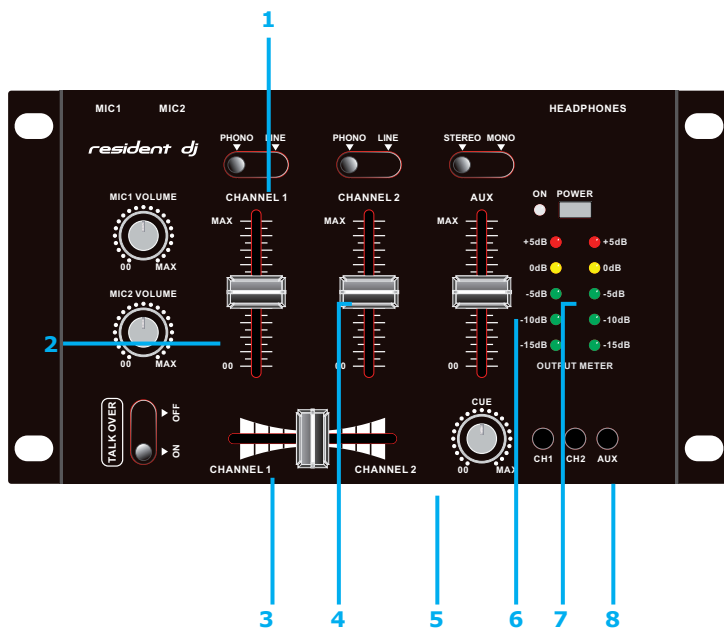 1
MIC1 MIC2 HEADPHONES
resident dj
PHONO LINE PHONO LINE STEREO MONO
MIC1 VOLUME CHANNEL 1 CHANNEL 2 AUX ON POWER
MAX MAX MAX
+5dB +5dB
0dB 0dB
00 MAX
MIC2 VOLUME -5dB -5dB
-10dB -10dB
2 -15dB -15dB
00 MAX 00 00 00 OUTPUT METER
TALK OVER OFF ON
CUE
CHANNEL 1 CHANNEL 2 00 MAX CH1 CH2 AUX
3 4 5 6 7 8